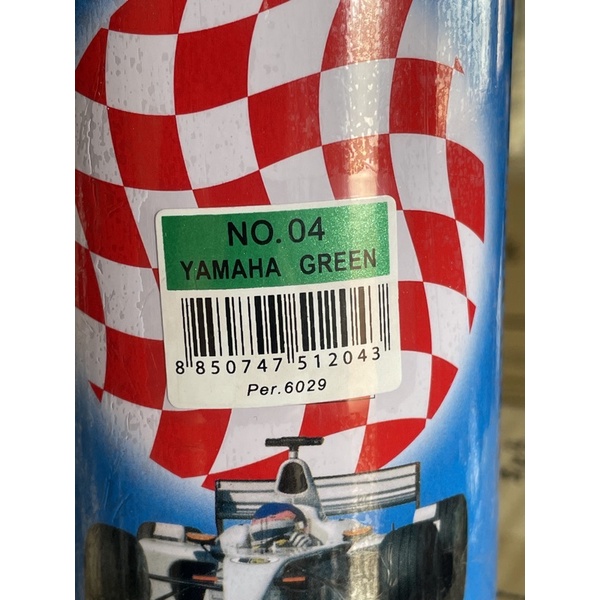 NO. 04
YAMAHA GREEN
8 850747 512043
Per.6029